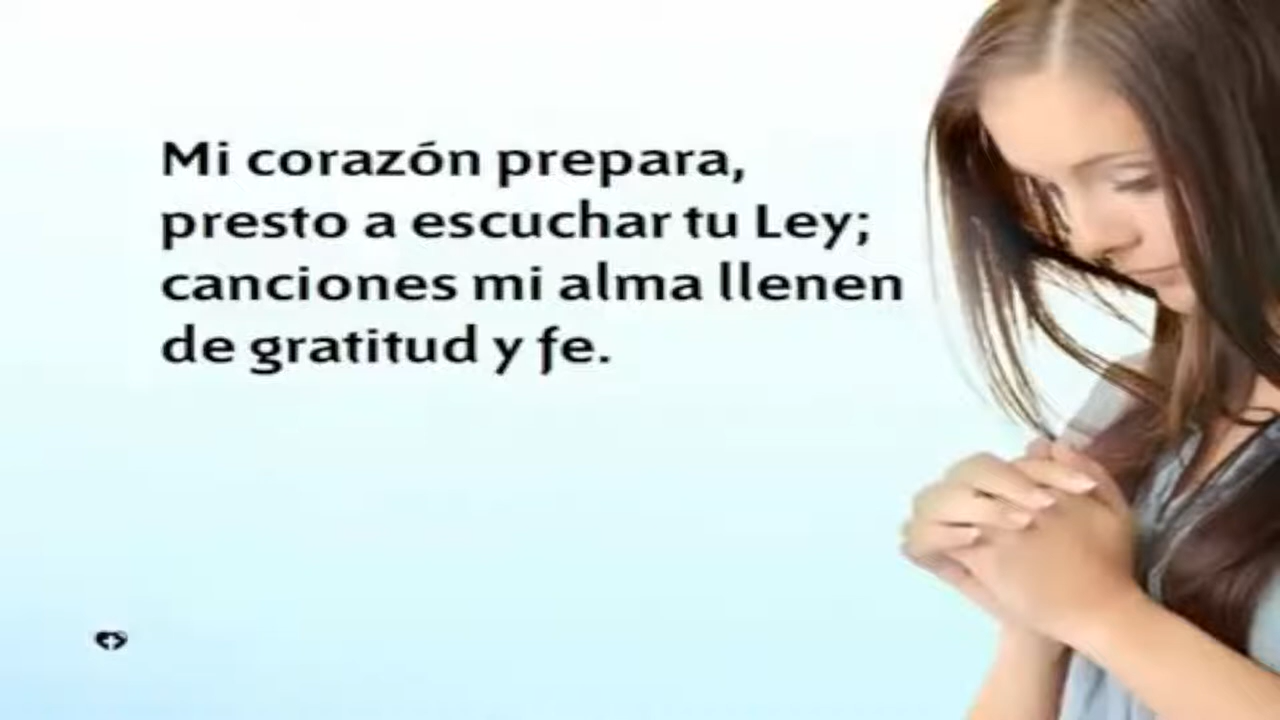 Mi corazón prepara,
presto a escuchar tu Ley;
canciones mi alma llenen
de gratitud y fe.